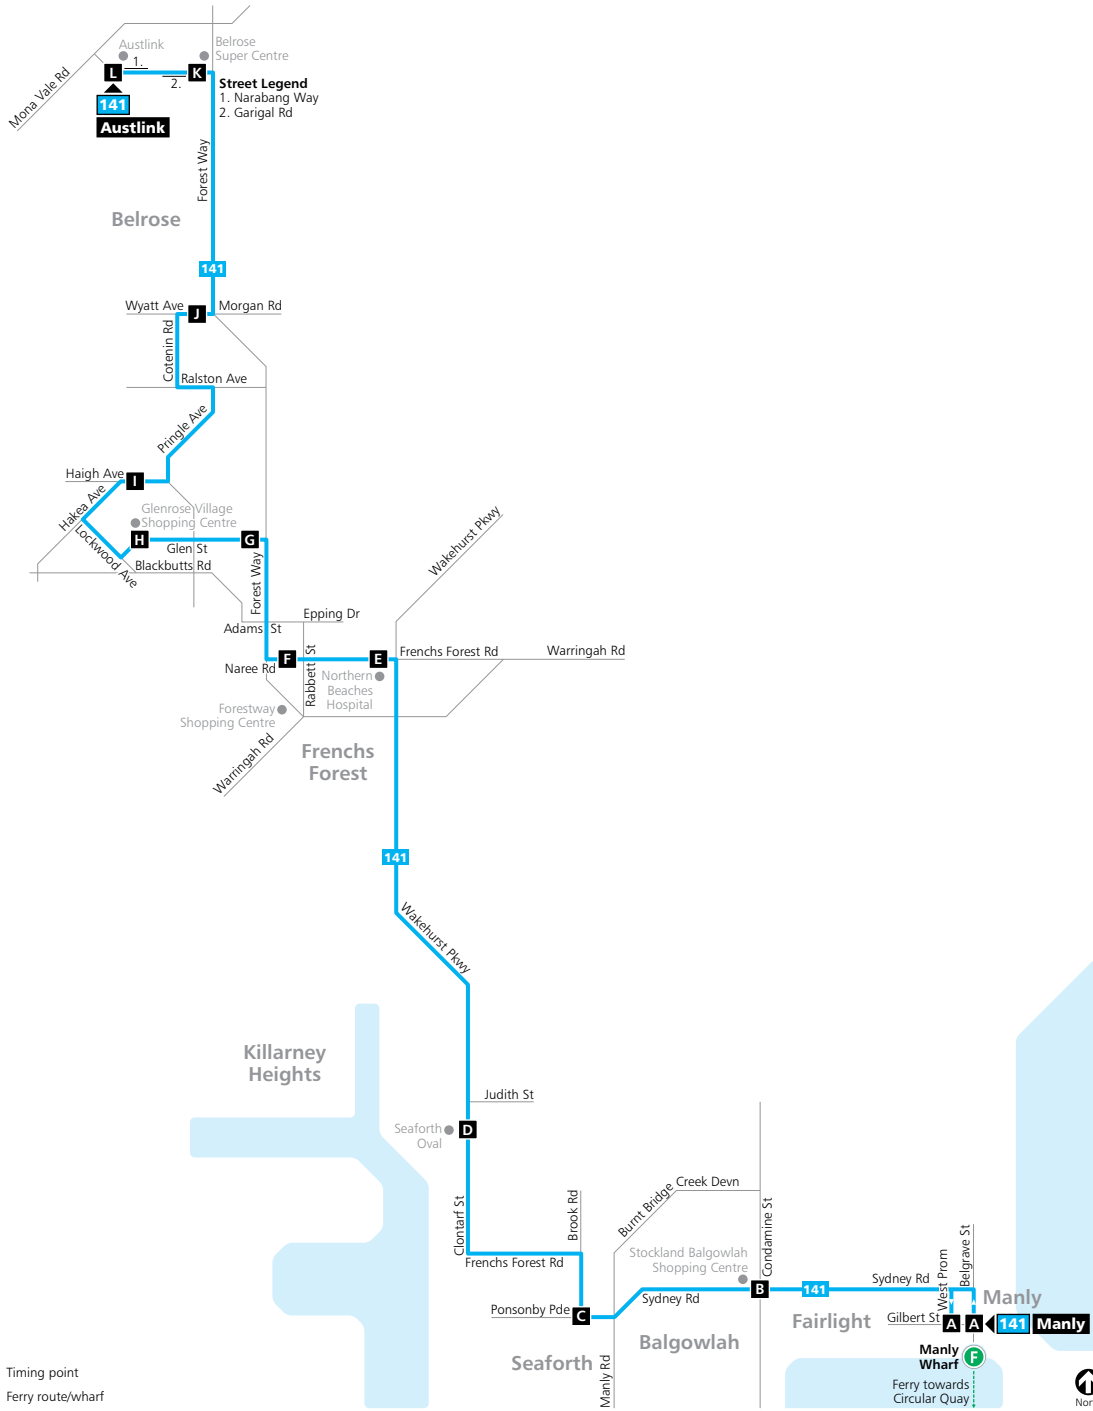 Austlink
Belrose
Super Centre
1.
L
K
2.
Street Legend
1. Narabang Way
2. Garigal Rd
Mona Vale Rd
141
Austlink
Forest Way
Belrose
141
Wyatt Ave
J
Morgan Rd
Cotenin Rd
Ralston Ave
Pringle Ave
Haigh Ave
I
Hakea Ave
Glenrose Village
Shopping Centre
Lockwood Ave
H
Glen St
G
Blackbutts Rd
Forest Way
Wakehurst Pkwy
Epping Dr
Adams St
Naree Rd
F
Rabbett St
E
Frenchs Forest Rd
Warringah Rd
Northern
Beaches
Hospital
Forestway
Shopping Centre
Warringah Rd
Frenchs
Forest
141
Wakehurst Pkwy
Killarney
Heights
Judith St
Seaforth
Oval
D
Clontarf St
Frenchs Forest Rd
Brook Rd
Burnt Bridge
Creek Devn
Condamine St
Stockland Balgowlah
Shopping Centre
Ponsonby Pde
C
Sydney Rd
B
141
Sydney Rd
West Prom
Belgrave St
Manly
Gilbert St
A
A
141
Manly
Fairlight
Balgowlah
Seaforth
Manly Rd
Manly
Wharf
F
Ferry towards
Circular Quay
Timing point
Ferry route/wharf
Nor